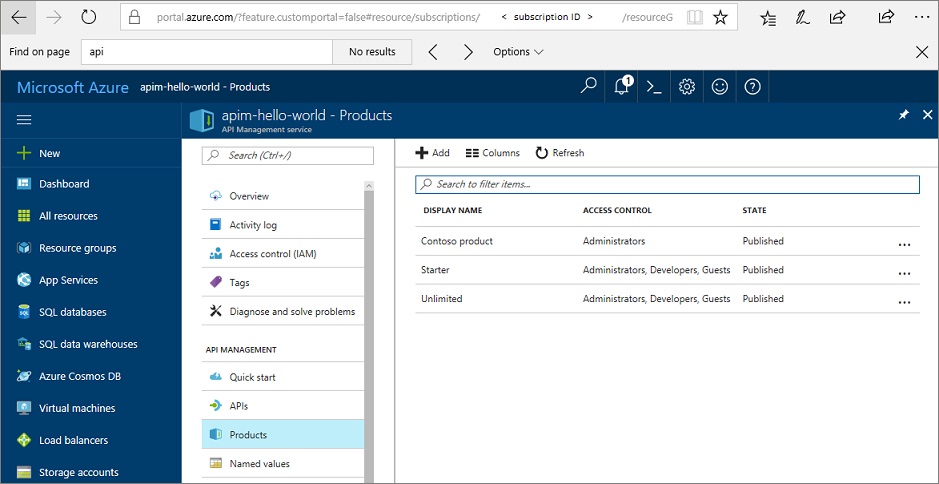 portal.azure.com/?feature.customportal=false#resource/subscriptions/ < subscription ID > /resourceG
Find on page api No results Options
Microsoft Azure apim-hello-world - Products 1
apim-hello-world - Products
API Management service
New
Dashboard
All resources
Resource groups
App Services
SQL databases
SQL data warehouses
Azure Cosmos DB
Virtual machines
Load balancers
Storage accounts
Search (Ctrl+/)
Overview
Activity log
Access control (IAM)
Tags
Diagnose and solve problems
API MANAGEMENT
Quick start
APIs
Products
Named values
Add Columns Refresh
Search to filter items...
DISPLAY NAME ACCESS CONTROL STATE
Contoso product Administrators Published ...
Starter Administrators, Developers, Guests Published ...
Unlimited Administrators, Developers, Guests Published ...